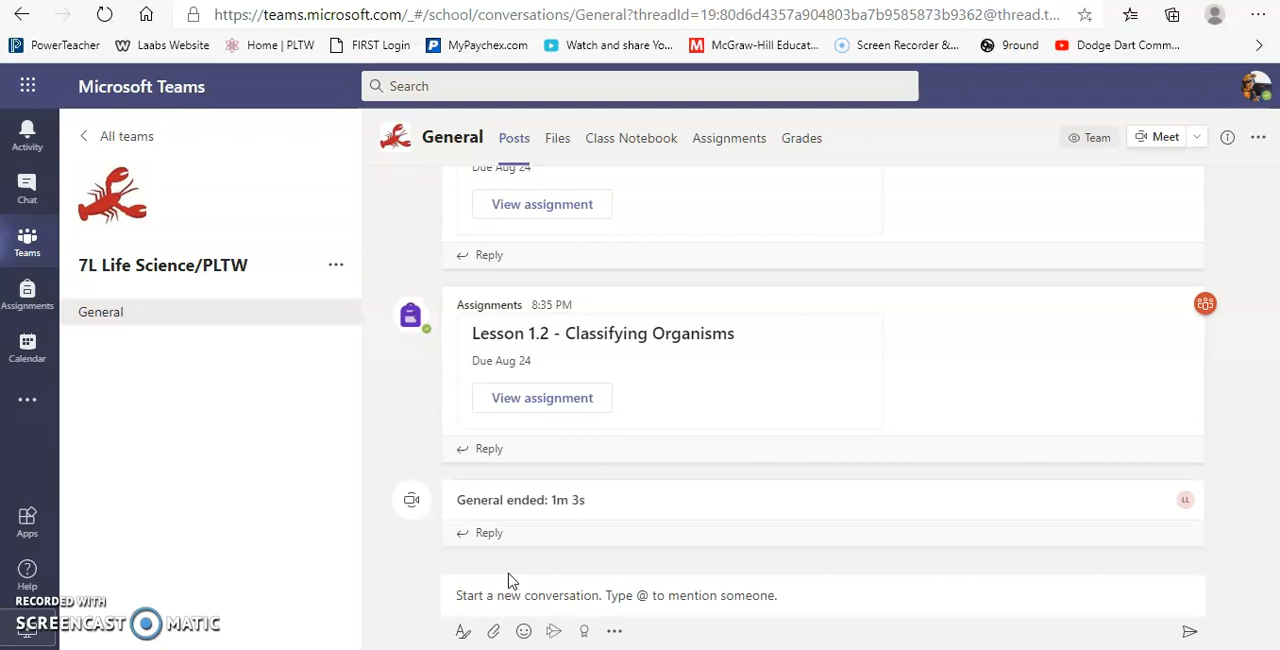 https://teams.microsoft.com/_#/school/conversations/General?threadId=19:80d6d4357a904803ba7b9585873b9362@thread.t...
PowerTeacher Laabs Website Home | PLTW FIRST Login MyPaychex.com Watch and share Yo... McGraw-Hill Educat... Screen Recorder &... 9round Dodge Dart Comm...
Microsoft Teams
Search
Activity
Chat
Teams
Assignments
Calendar
Apps
Help
All teams
7L Life Science/PLTW
General
General Posts Files Class Notebook Assignments Grades
Team Meet
Due Aug 24
View assignment
Reply
Assignments 8:35 PM
Lesson 1.2 - Classifying Organisms
Due Aug 24
View assignment
Reply
General ended: 1m 3s
LL
Reply
Start a new conversation. Type @ to mention someone.
RECORDED WITH
SCREENCAST MATIC